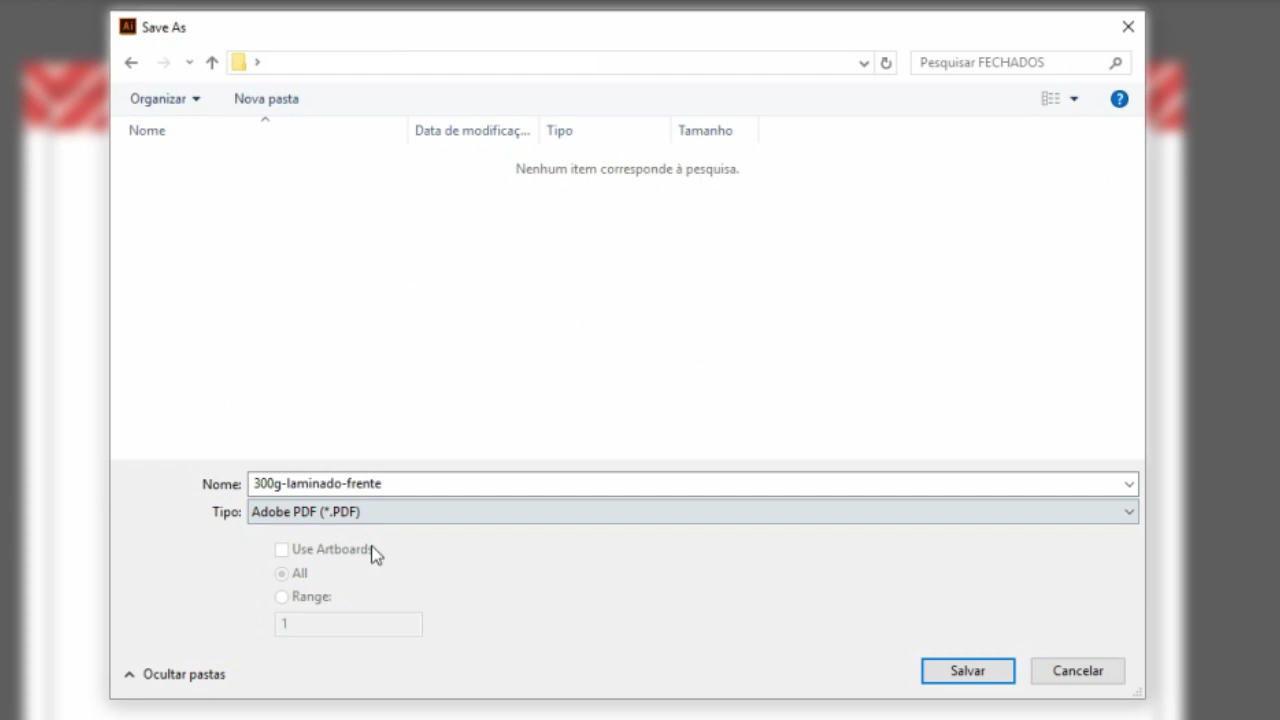 Ai Save As
Pesquisar FECHADOS
Organizar Nova pasta ?
Nome Data de modificaç... Tipo Tamanho
Nenhum item corresponde à pesquisa.
Nome: 300g-laminado-frente
Tipo: Adobe PDF (*.PDF)
Use Artboards
All
Range:
1
Ocultar pastas Salvar Cancelar